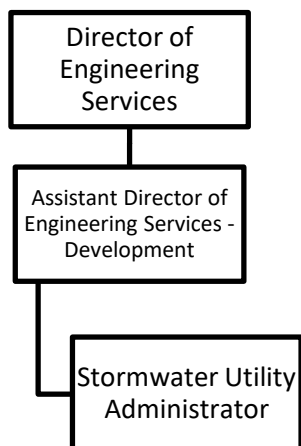 Director of
Engineering
Services
Assistant Director of
Engineering Services -
Development
Stormwater Utility
Administrator